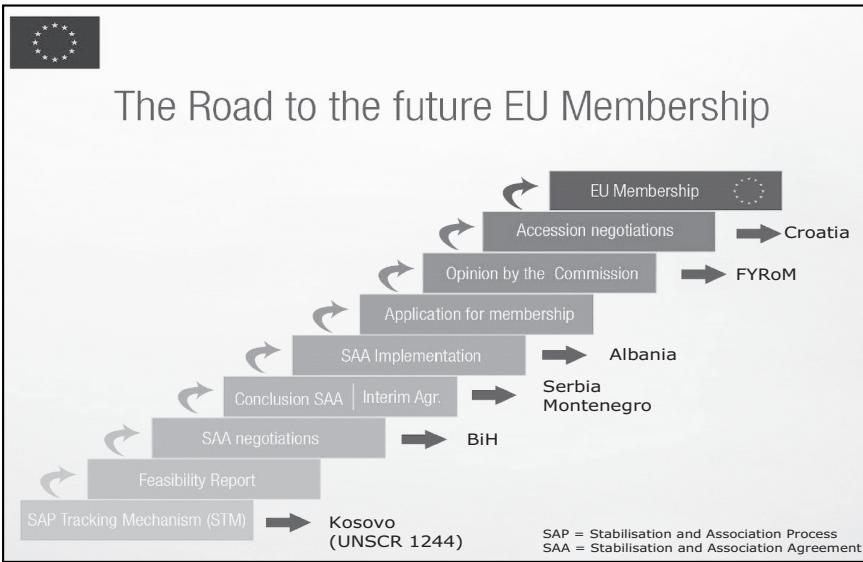 The Road to the future EU Membership
EU Membership
Accession negotiations
Croatia
Opinion by the Commission
FYRoM
Application for membership
SAA Implementation
Albania
Conclusion SAA | Interim Agr.
Serbia
Montenegro
SAA negotiations
BiH
Feasibility Report
SAP Tracking Mechanism (STM)
Kosovo
(UNSCR 1244)
SAP = Stabilisation and Association Process
SAA = Stabilisation and Association Agreement